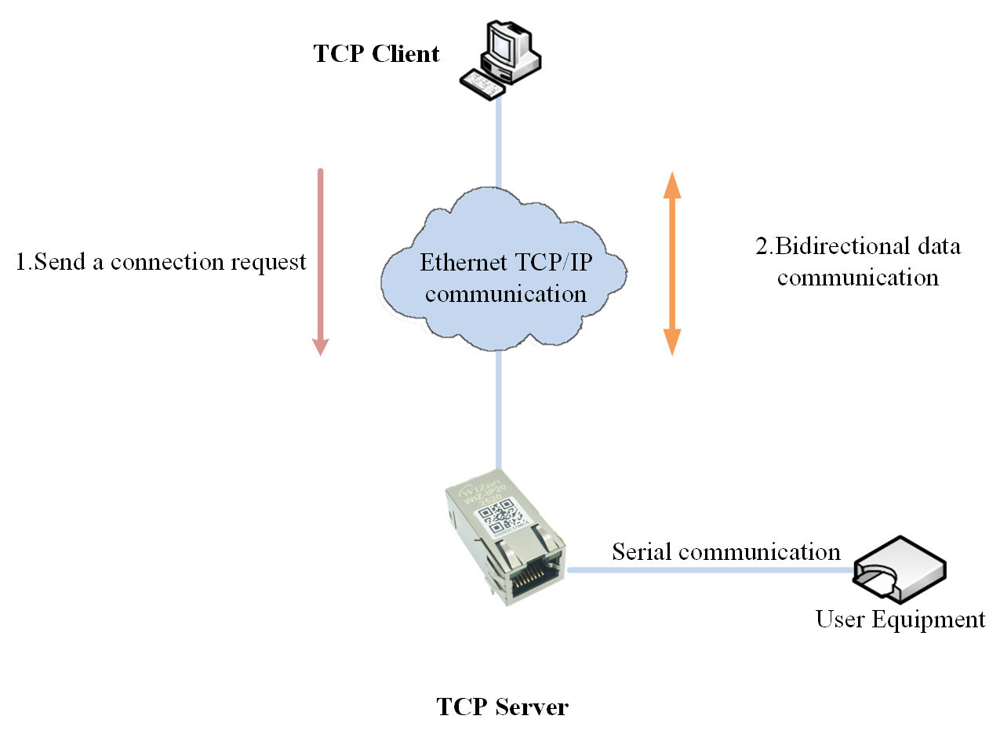 TCP Client
1.Send a connection request
Ethernet TCP/IP
communication
2.Bidirectional data
communication
WIZnet
WIZ-IP20
2520
Serial communication
User Equipment
TCP Server